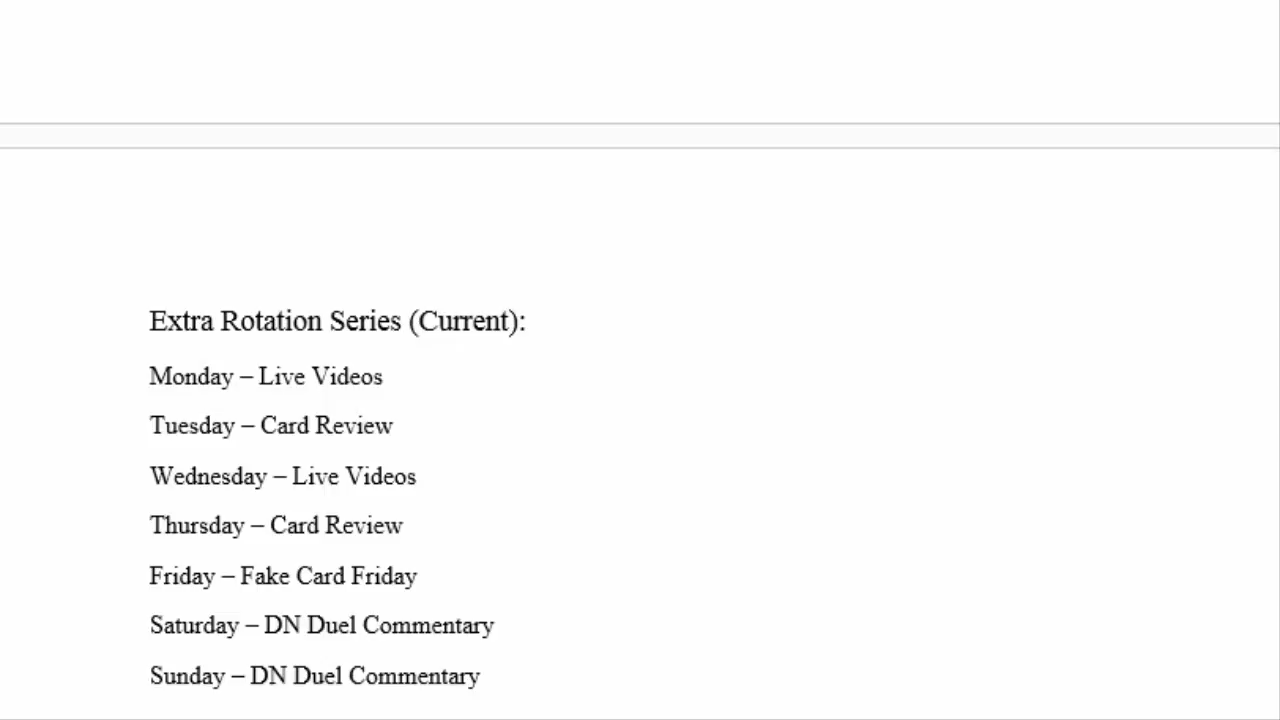 Extra Rotation Series (Current):
Monday – Live Videos
Tuesday – Card Review
Wednesday – Live Videos
Thursday – Card Review
Friday – Fake Card Friday
Saturday – DN Duel Commentary
Sunday – DN Duel Commentary